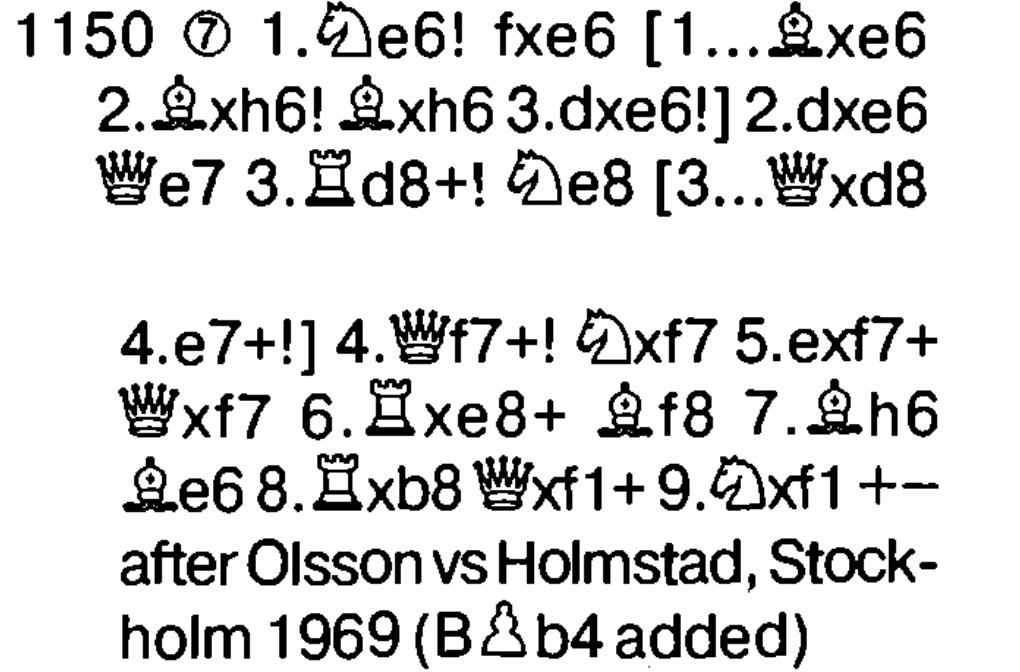 1150 ⑦ 1.♘e6! fxe6 [1...♗xe6
2.♗xh6! ♗xh6 3.dxe6!] 2.dxe6
♕e7 3.♖d8+! ♘e8 [3...♕xd8
4.e7+!] 4.♕f7+! ♘xf7 5.exf7+
♕xf7 6.♖xe8+ ♗f8 7.♗h6
♗e6 8.♖xb8 ♕xf1+ 9.♘xf1 +−
after Olsson vs Holmstad, Stock-
holm 1969 (B♙b4 added)